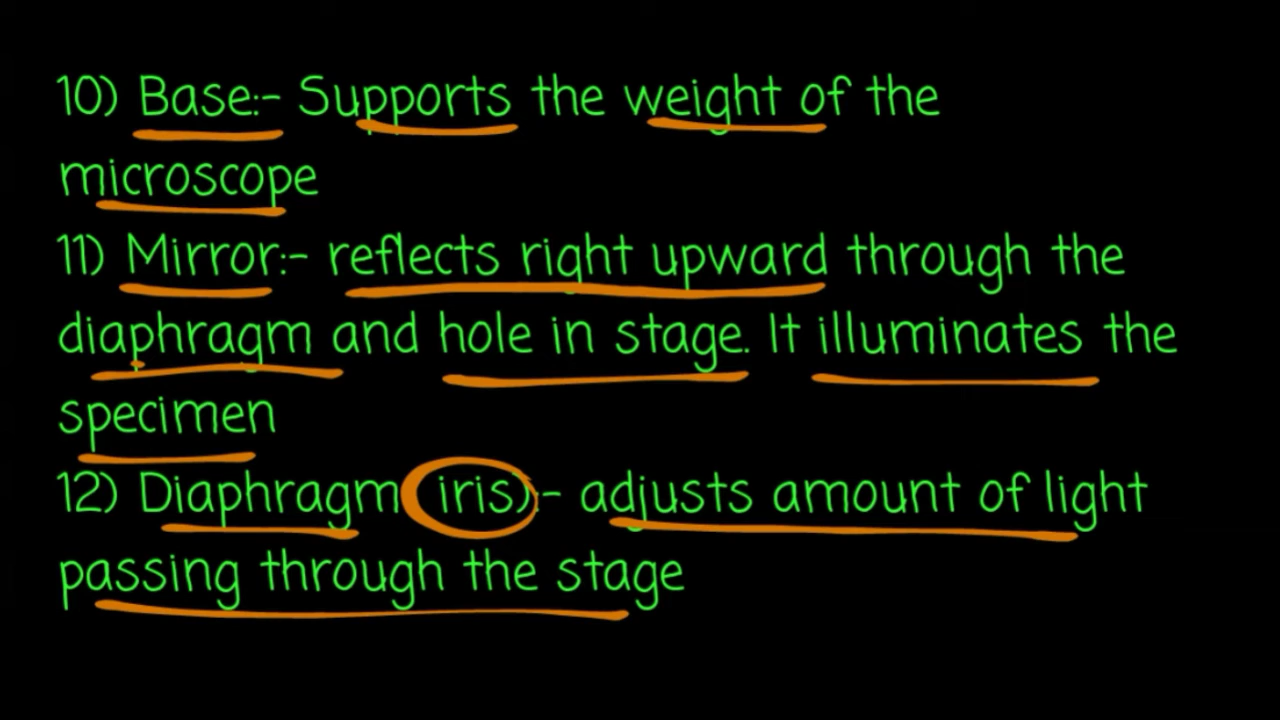 10) Base:- Supports the weight of the
microscope
11) Mirror:- reflects right upward through the
diaphragm and hole in stage. It illuminates the
specimen
12) Diaphragm( iris):- adjusts amount of light
passing through the stage